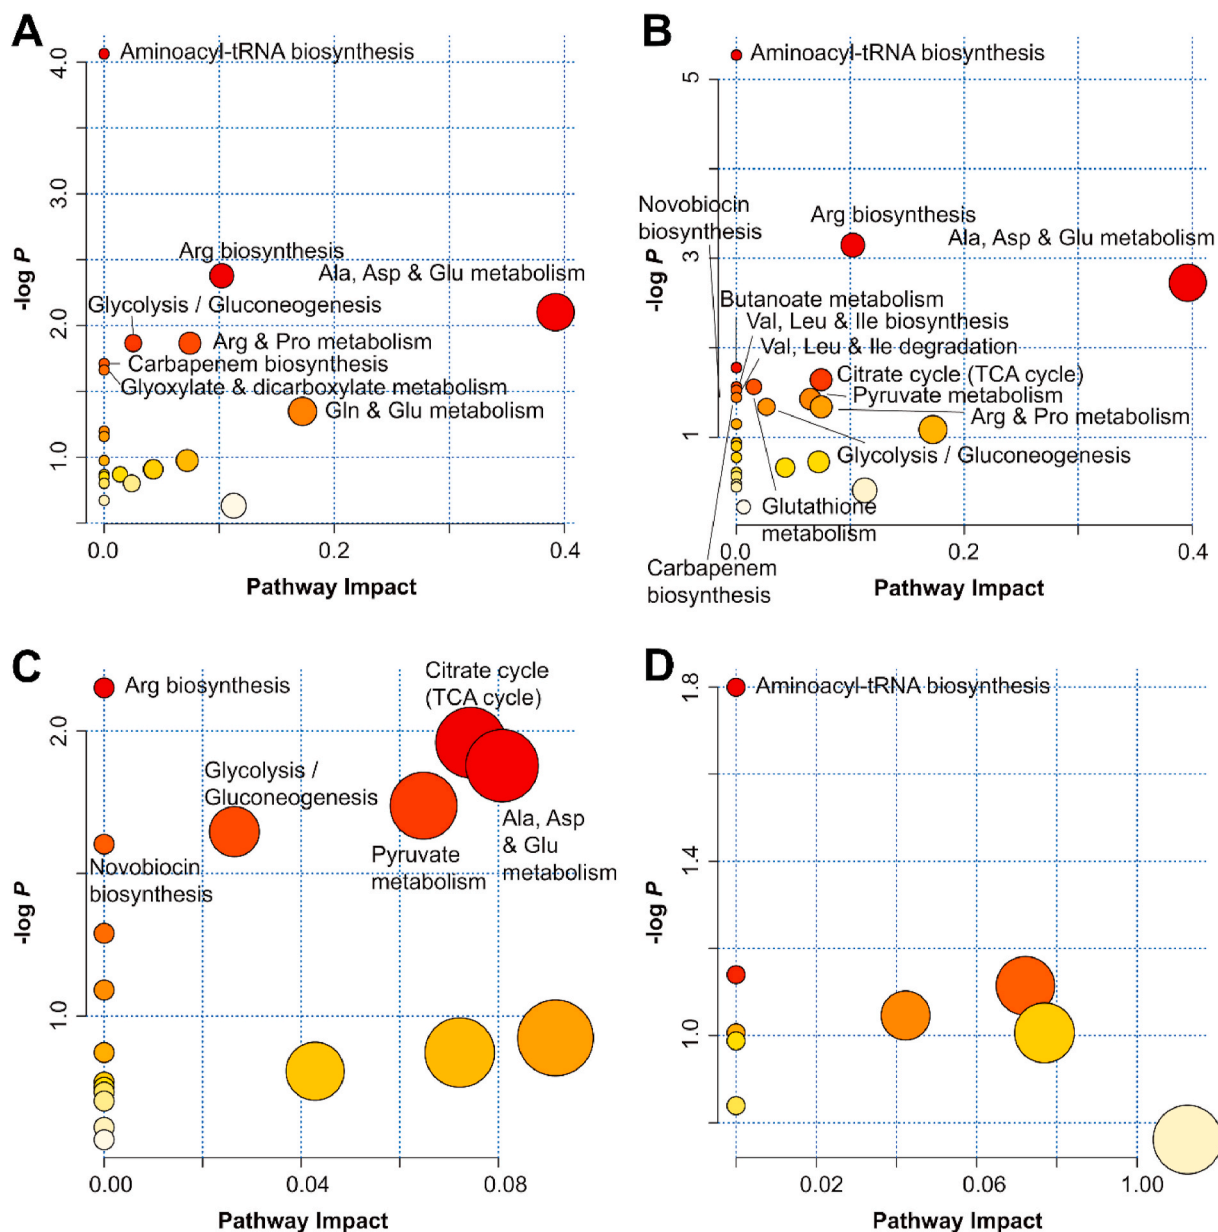 A
4.0
Aminoacyl-tRNA biosynthesis
3.0
Arg biosynthesis
Ala, Asp & Glu metabolism
-log P
Glycolysis / Gluconeogenesis
2.0
Arg & Pro metabolism
Carbapenem biosynthesis
Glyoxylate & dicarboxylate metabolism
Gln & Glu metabolism
1.0
0.0
0.2
0.4
Pathway Impact
B
Aminoacyl-tRNA biosynthesis
5
Novobiocin
biosynthesis
Arg biosynthesis
Ala, Asp & Glu metabolism
3
-log P
Butanoate metabolism
Val, Leu & Ile biosynthesis
Val, Leu & Ile degradation
Citrate cycle (TCA cycle)
Pyruvate metabolism
Arg & Pro metabolism
1
Glycolysis / Gluconeogenesis
Glutathione
metabolism
0.0
0.2
0.4
Carbapenem
biosynthesis
Pathway Impact
C
Arg biosynthesis
Citrate cycle
(TCA cycle)
2.0
Glycolysis /
Gluconeogenesis
Ala, Asp
& Glu
metabolism
Pyruvate
metabolism
Novobiocin
biosynthesis
-log P
1.0
0.00
0.04
0.08
Pathway Impact
D
1.8
Aminoacyl-tRNA biosynthesis
1.4
-log P
1.0
0.02
0.06
1.00
Pathway Impact